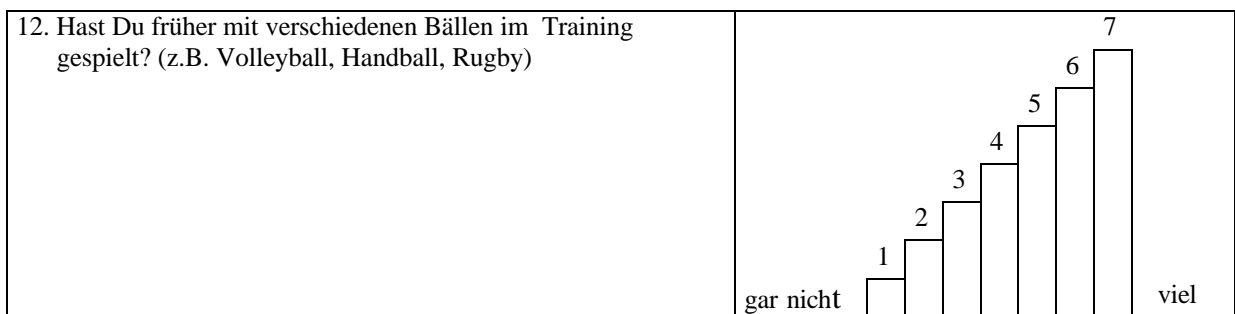 12. Hast Du früher mit verschiedenen Bällen im Training
gespielt? (z.B. Volleyball, Handball, Rugby)
7
6
5
4
3
2
1
gar nicht
viel